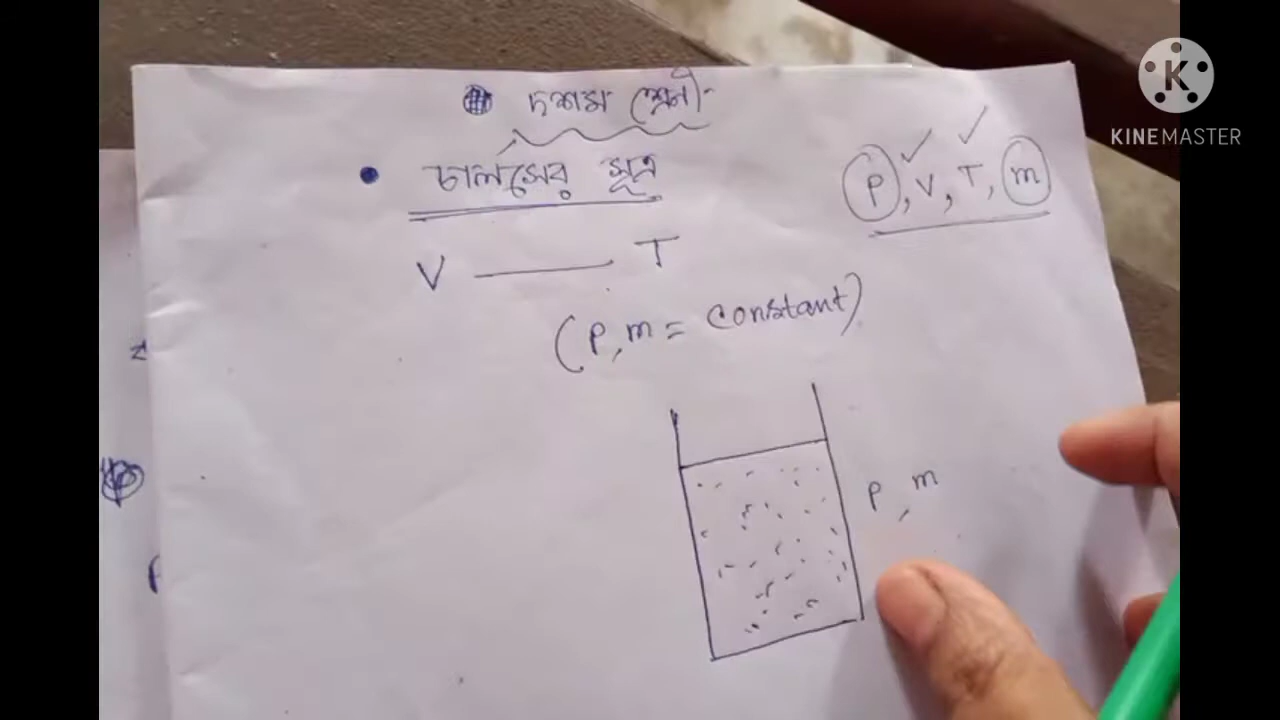 দশম শ্রেণী
চার্লসের সূত্র
P, V, T, m
V —— T
(P, m = constant)
P, m
KINEMASTER